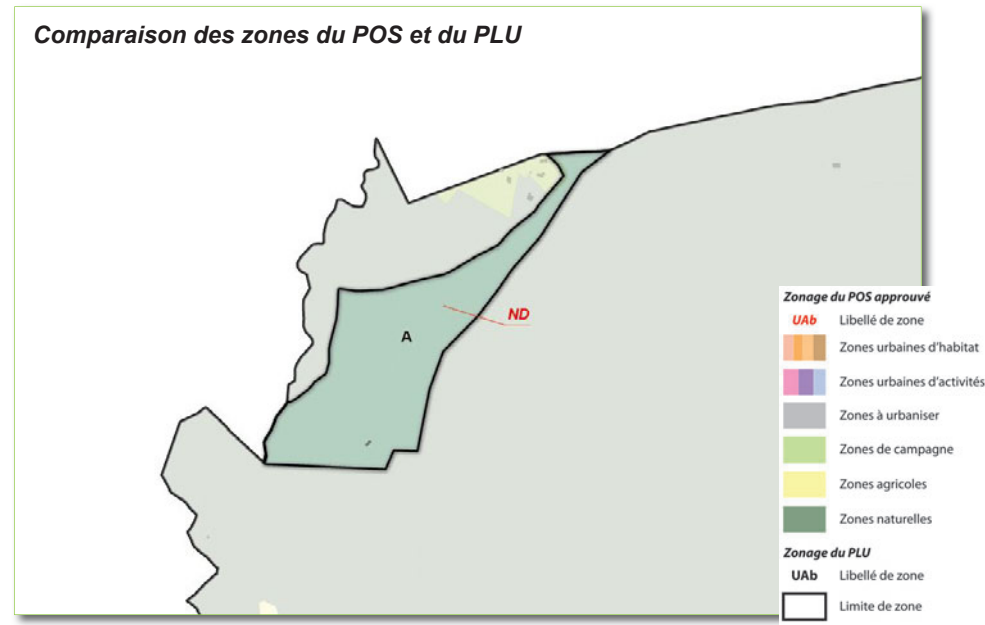 Comparaison des zones du POS et du PLU
ND
A
Zonage du POS approuvé
UAb Libellé de zone
Zones urbaines d'habitat
Zones urbaines d'activités
Zones à urbaniser
Zones de campagne
Zones agricoles
Zones naturelles
Zonage du PLU
UAb Libellé de zone
Limite de zone